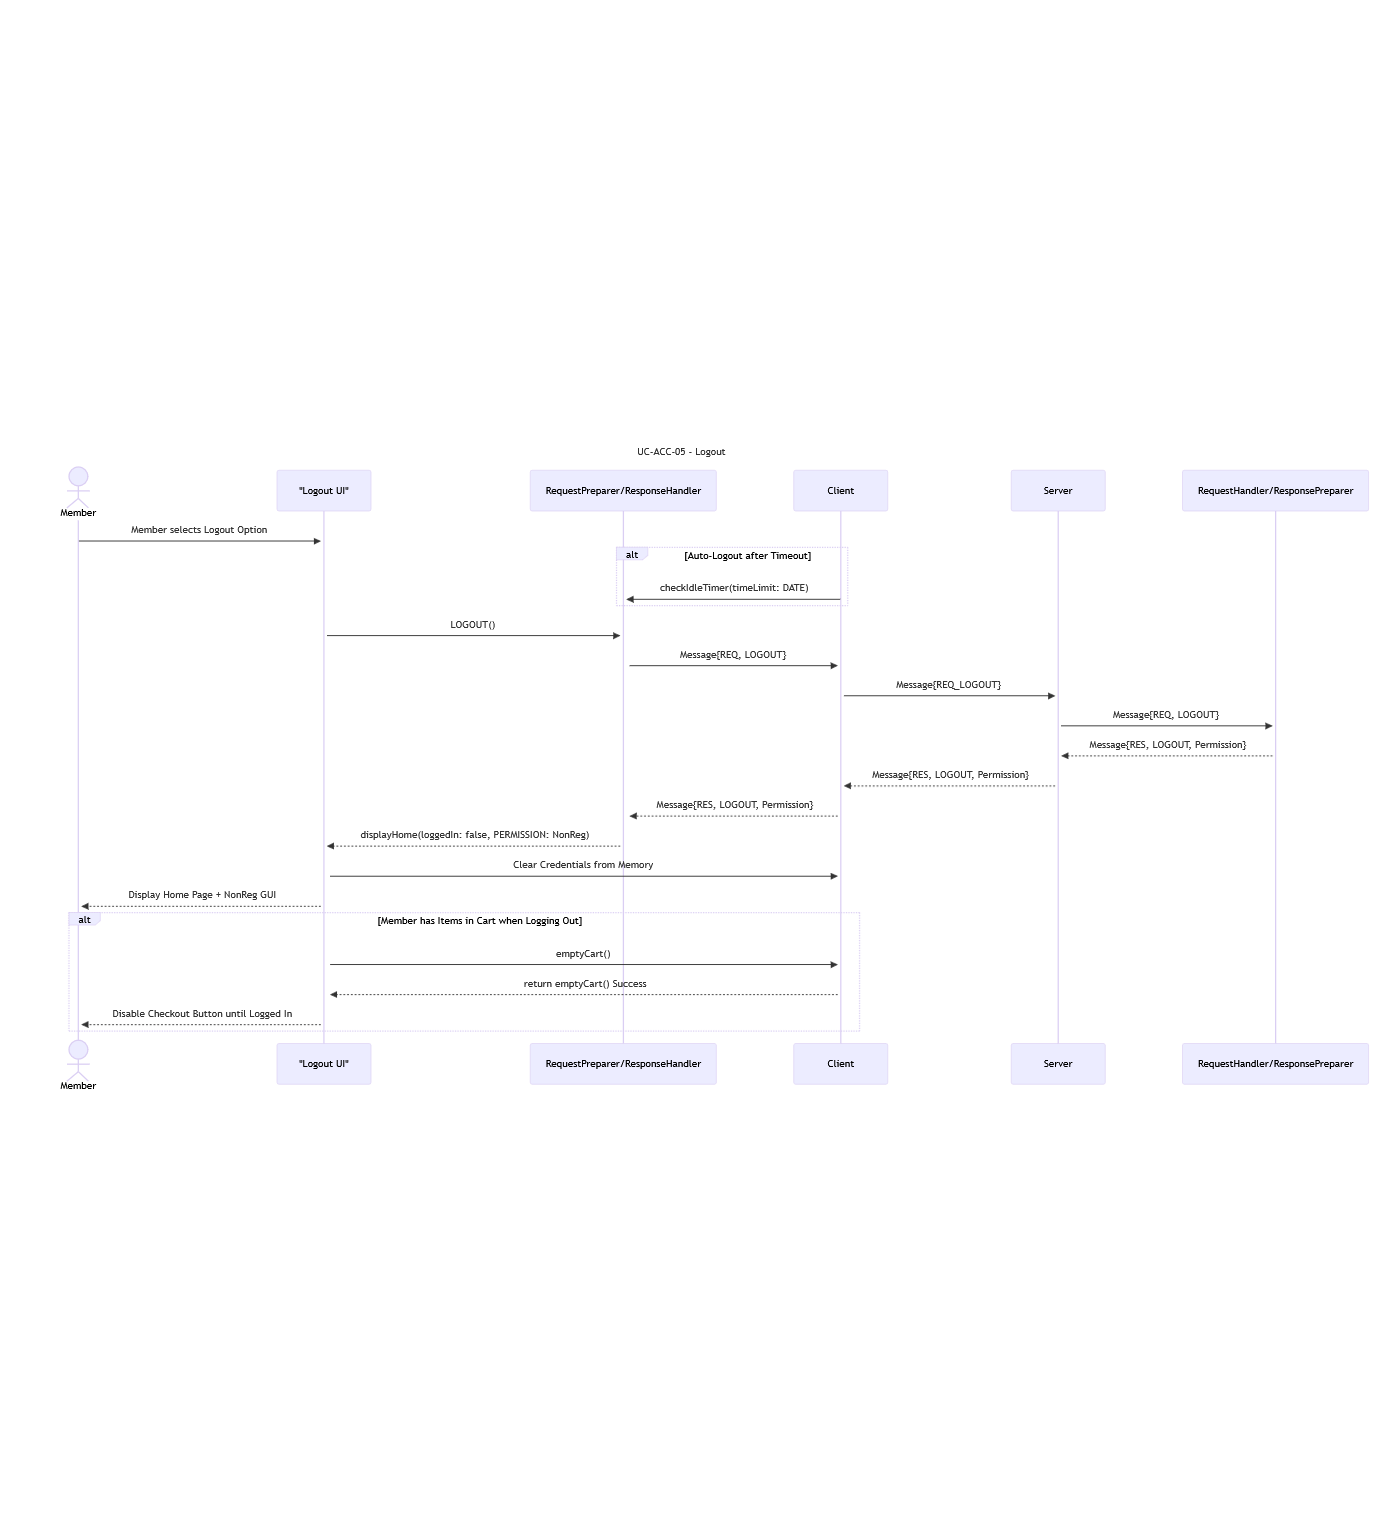 UC-ACC-05 - Logout
Member
"Logout UI"
RequestPreparer/ResponseHandler
Client
Server
RequestHandler/ResponsePreparer
Member selects Logout Option
alt
[Auto-Logout after Timeout]
checkIdleTimer(timeLimit: DATE)
LOGOUT()
Message{REQ, LOGOUT}
Message{REQ_LOGOUT}
Message{REQ, LOGOUT}
Message{RES, LOGOUT, Permission}
Message{RES, LOGOUT, Permission}
Message{RES, LOGOUT, Permission}
displayHome(loggedIn: false, PERMISSION: NonReg)
Clear Credentials from Memory
Display Home Page + NonReg GUI
alt
[Member has Items in Cart when Logging Out]
emptyCart()
return emptyCart() Success
Disable Checkout Button until Logged In
Member
"Logout UI"
RequestPreparer/ResponseHandler
Client
Server
RequestHandler/ResponsePreparer